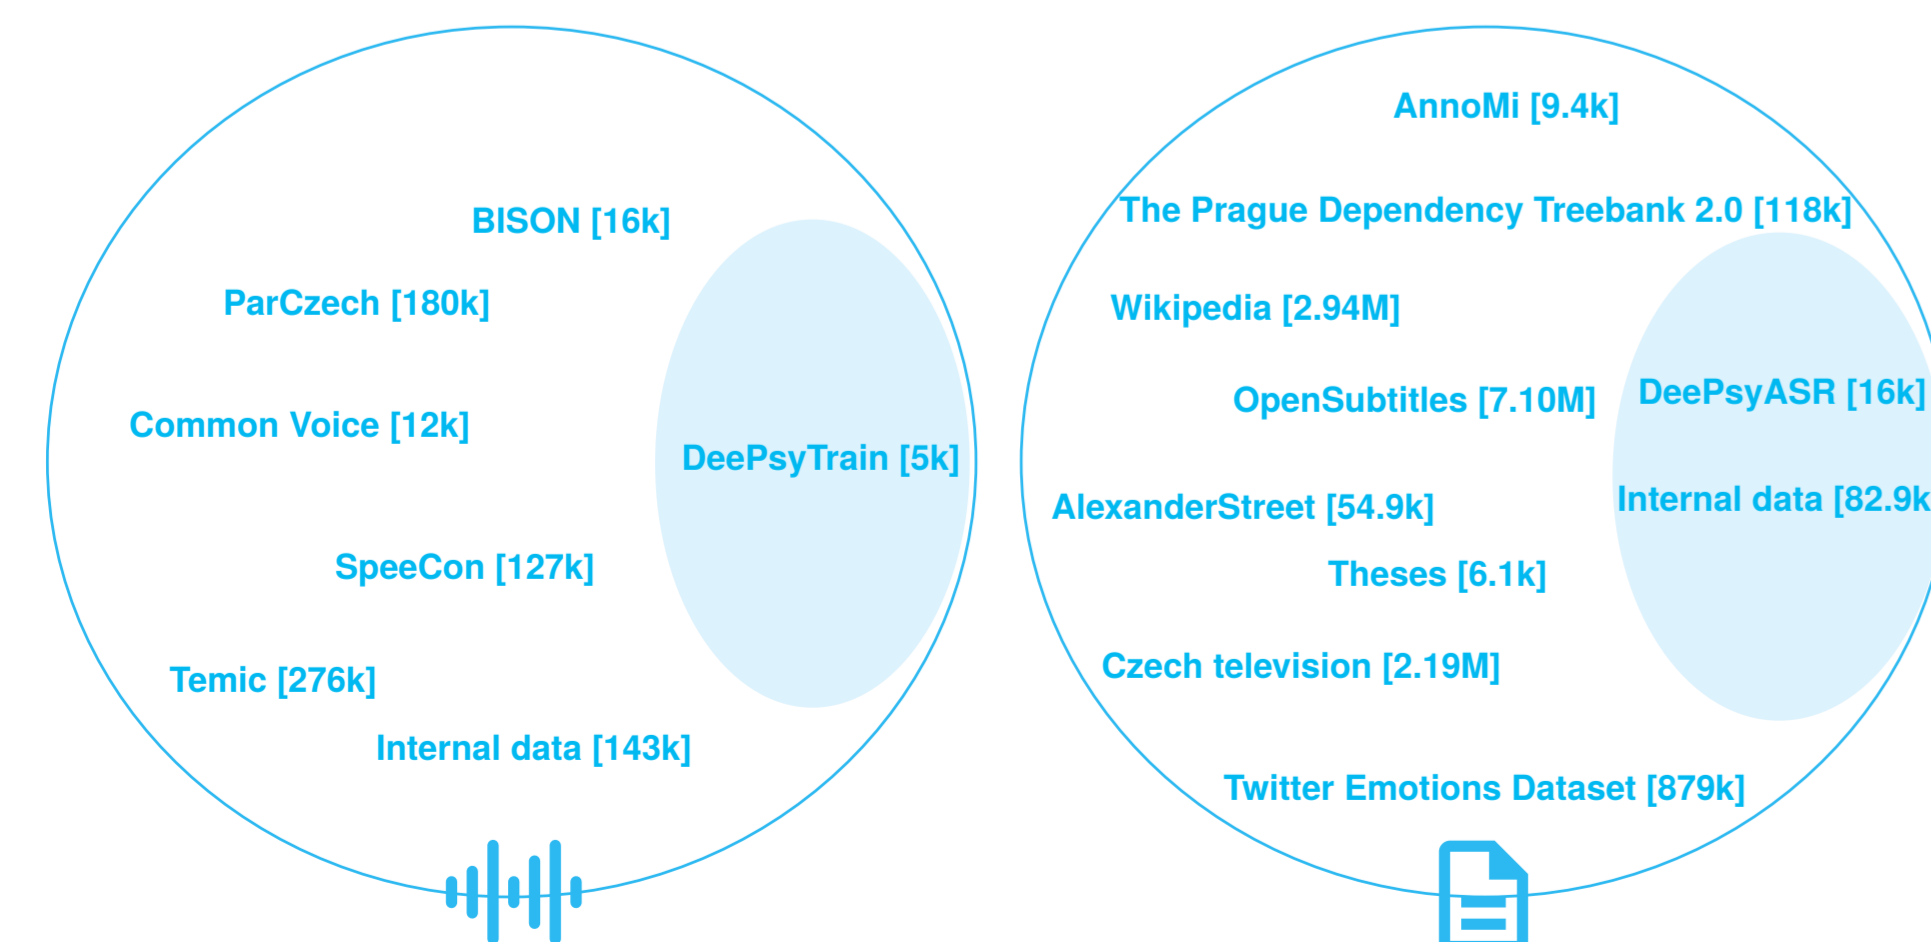 BISON [16k]
ParCzech [180k]
Common Voice [12k]
DeePsyTrain [5k]
SpeeCon [127k]
Temic [276k]
Internal data [143k]
AnnoMi [9.4k]
The Prague Dependency Treebank 2.0 [118k]
Wikipedia [2.94M]
OpenSubtitles [7.10M]
DeePsyASR [16k]
AlexanderStreet [54.9k]
Internal data [82.9k
Theses [6.1k]
Czech television [2.19M]
Twitter Emotions Dataset [879k]